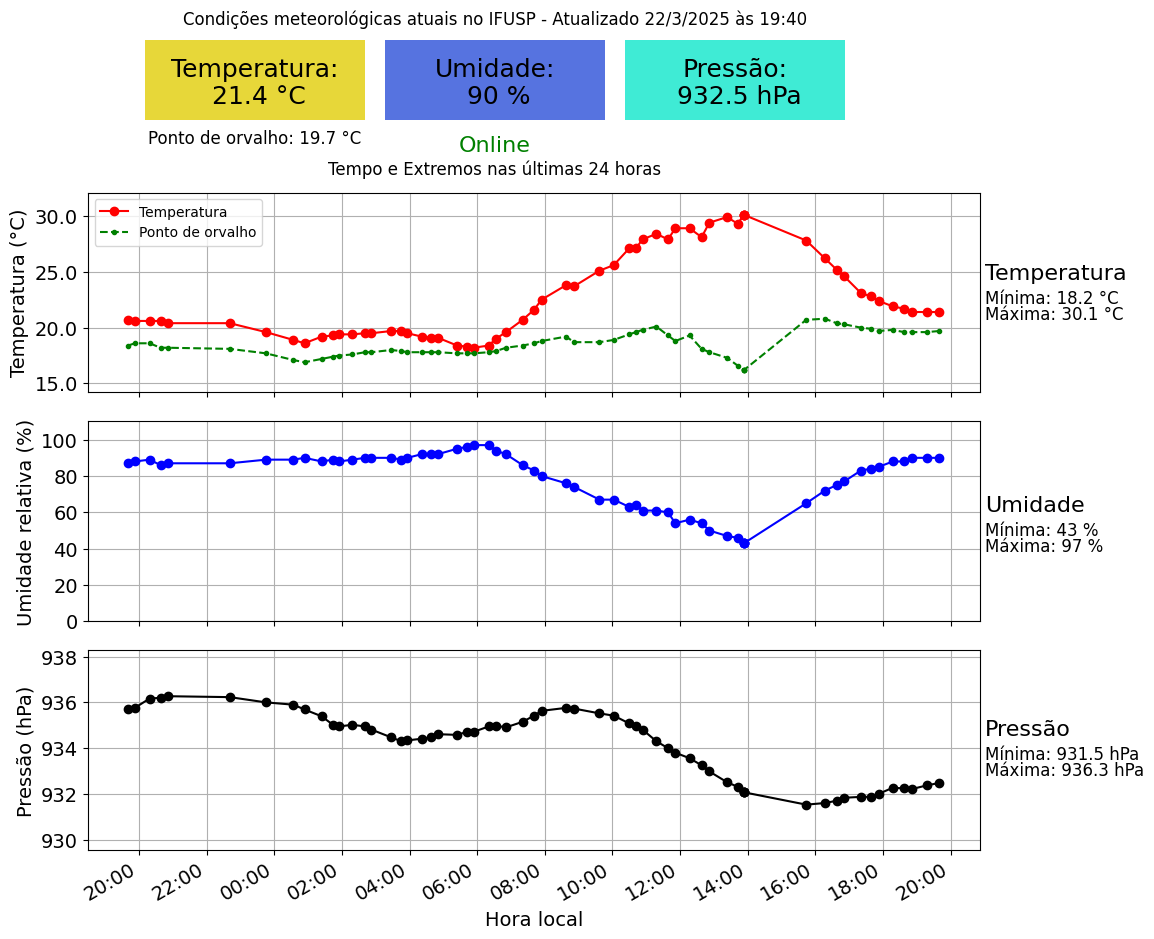 Condições meteorológicas atuais no IFUSP - Atualizado 22/3/2025 às 19:40
Temperatura:
21.4 °C
Umidade:
90 %
Pressão:
932.5 hPa
Ponto de orvalho: 19.7 °C
Online
Tempo e Extremos nas últimas 24 horas
Temperatura (°C)
30.0
25.0
20.0
15.0
Temperatura
Ponto de orvalho
Temperatura
Mínima: 18.2 °C
Máxima: 30.1 °C
Umidade relativa (%)
100
80
60
40
20
0
Umidade
Mínima: 43 %
Máxima: 97 %
Pressão (hPa)
938
936
934
932
930
Pressão
Mínima: 931.5 hPa
Máxima: 936.3 hPa
20:00 22:00 00:00 02:00 04:00 06:00 08:00 10:00 12:00 14:00 16:00 18:00 20:00
Hora local